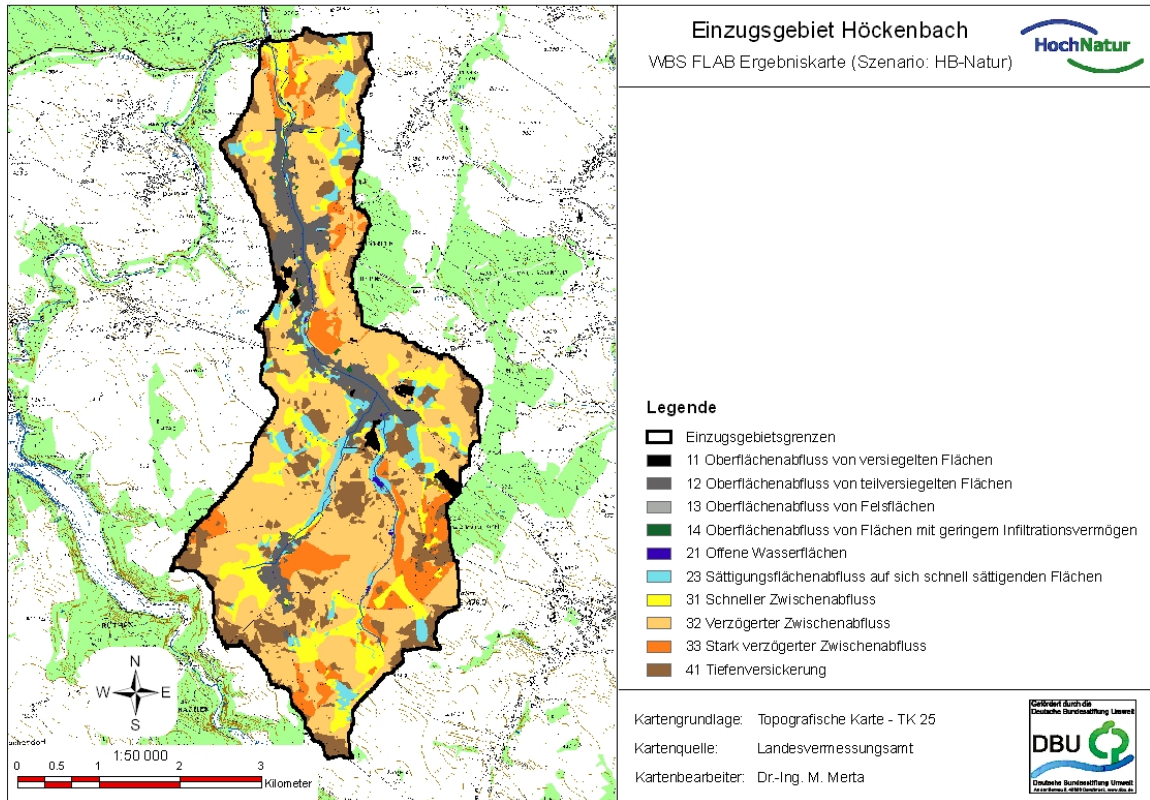 Einzugsgebiet Höckenbach
WBS FLAB Ergebniskarte (Szenario: HB-Natur)
HochNatur
Legende
Einzugsgebietsgrenzen
11 Oberflächenabfluss von versiegelten Flächen
12 Oberflächenabfluss von teilversiegelten Flächen
13 Oberflächenabfluss von Felsflächen
14 Oberflächenabfluss von Flächen mit geringem Infiltrationsvermögen
21 Offene Wasserflächen
23 Sättigungsflächenabfluss auf sich schnell sättigenden Flächen
31 Schneller Zwischenabfluss
32 Verzögerter Zwischenabfluss
33 Stark verzögerter Zwischenabfluss
41 Tiefenversickerung
N
W E
S
1:50 000
0 0.5 1 2 3
Kilometer
Kartengrundlage: Topografische Karte - TK 25
Kartenquelle: Landesvermessungsamt
Kartenbearbeiter: Dr.-Ing. M. Merta
Gefördert durch die
Deutsche Bundesstiftung Umwelt
DBU
Deutsche Bundesstiftung Umwelt